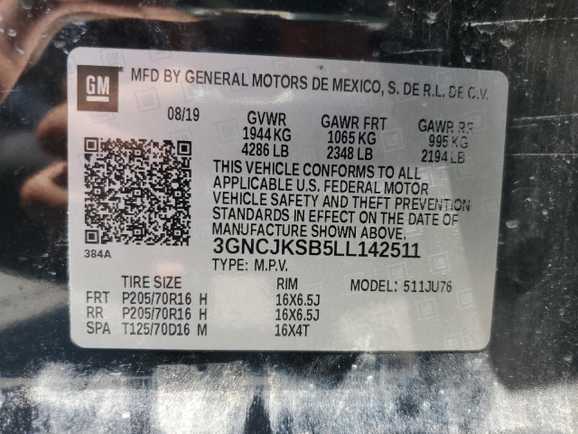 GM
MFD BY GENERAL MOTORS DE MEXICO, S. DE R.L. DE C.V.
08/19 GVWR GAWR FRT GAWR RR
1944 KG 1065 KG 995 KG
4286 LB 2348 LB 2194 LB
THIS VEHICLE CONFORMS TO ALL
APPLICABLE U.S. FEDERAL MOTOR
VEHICLE SAFETY AND THEFT PREVENTION
STANDARDS IN EFFECT ON THE DATE OF
MANUFACTURE SHOWN ABOVE.
384A
3GNCJKSB5LL142511
TYPE: M.P.V.
TIRE SIZE RIM MODEL: 511JU76
FRT P205/70R16 H 16X6.5J
RR P205/70R16 H 16X6.5J
SPA T125/70D16 M 16X4T